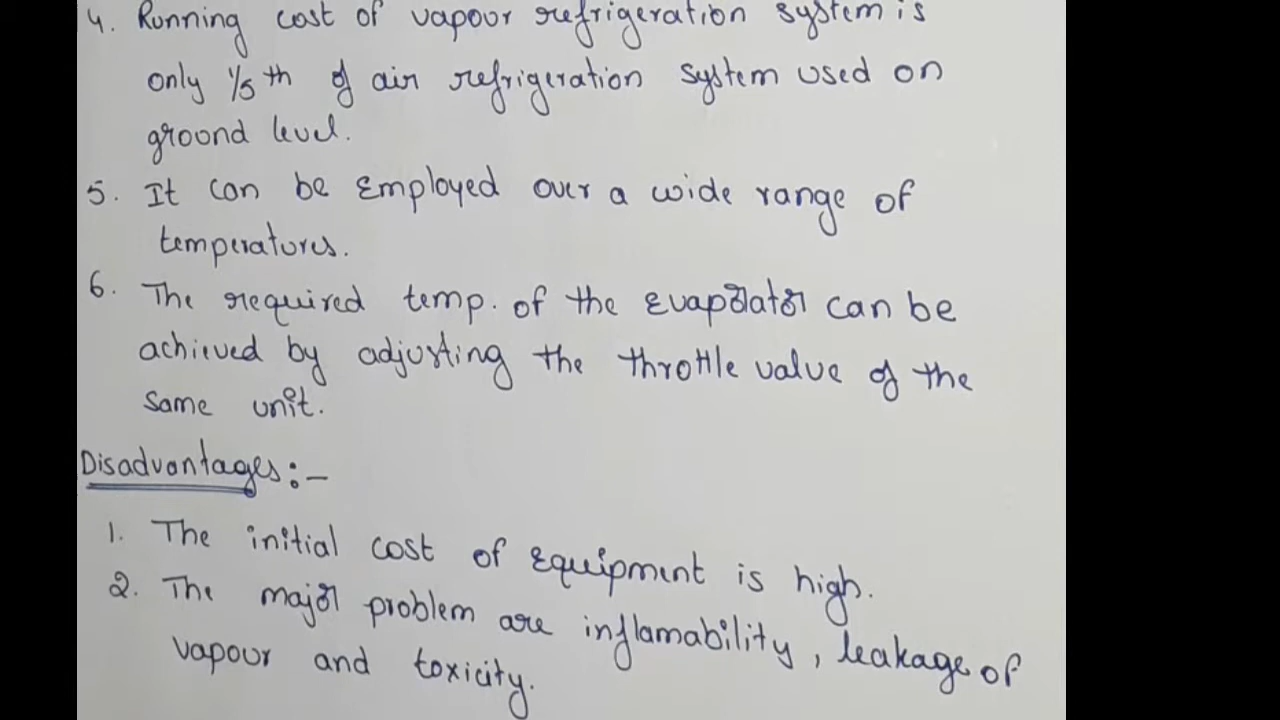 4. Running cost of vapour refrigeration system is
only 1/5th of air refrigeration system used on
ground level.
5. It can be Employed over a wide range of
temperatures.
6. The required temp. of the Evaporator can be
achieved by adjusting the throttle value of the
same unit.
Disadvantages:-
1. The initial cost of Equipment is high.
2. The major problem are inflamability, leakage of
vapour and toxicity.